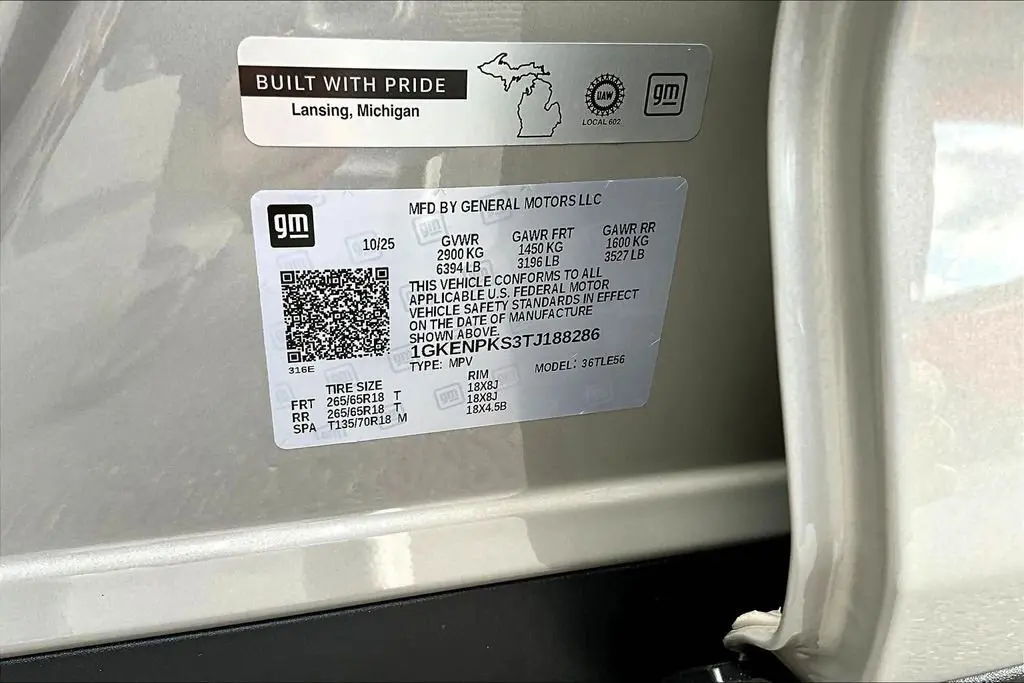 BUILT WITH PRIDE
Lansing, Michigan
UAW
LOCAL 602
gm
gm
MFD BY GENERAL MOTORS LLC
10/25
GVWR
2900 KG
6394 LB
GAWR FRT
1450 KG
3196 LB
GAWR RR
1600 KG
3527 LB
THIS VEHICLE CONFORMS TO ALL
APPLICABLE U.S. FEDERAL MOTOR
VEHICLE SAFETY STANDARDS IN EFFECT
ON THE DATE OF MANUFACTURE
SHOWN ABOVE.
1GKENPKS3TJ188286
TYPE: MPV
MODEL: 36TLE56
316E
TIRE SIZE RIM
FRT 265/65R18 T 18X8J
RR 265/65R18 T 18X8J
SPA T135/70R18 M 18X4.5B